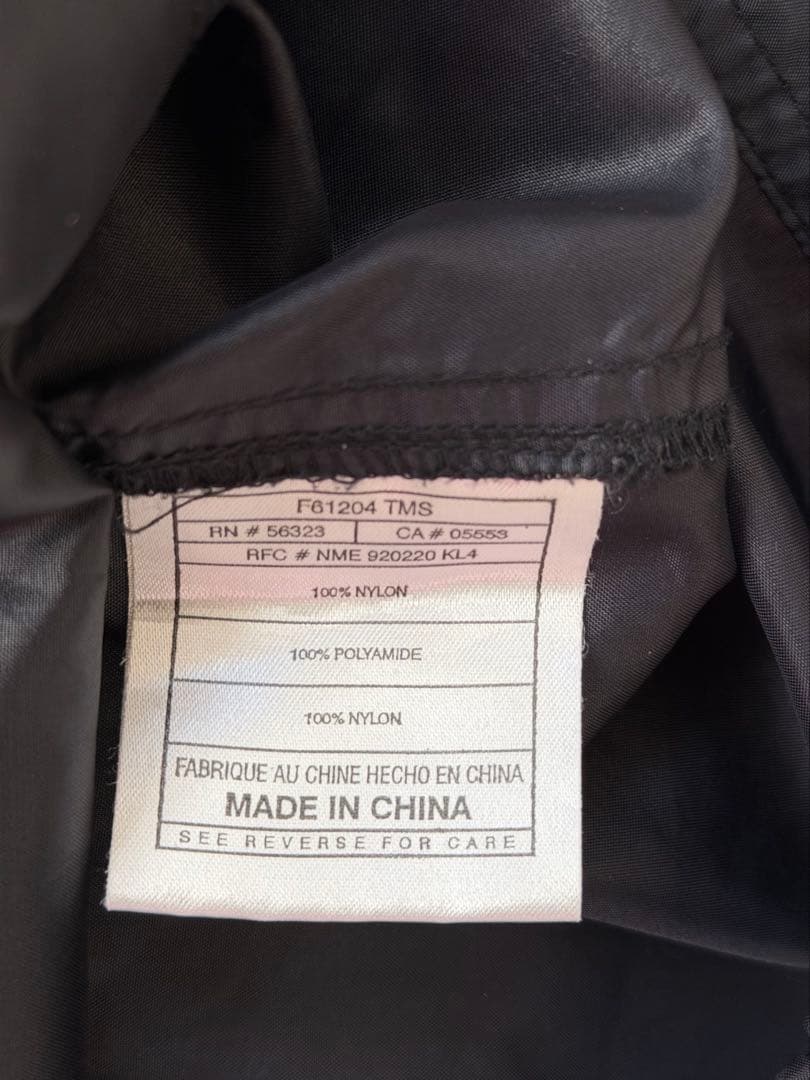 F61204 TMS
RN # 56323 CA # 05553
RFC # NME 920220 KL4
100% NYLON
100% POLYAMIDE
100% NYLON
FABRIQUE AU CHINE HECHO EN CHINA
MADE IN CHINA
SEE REVERSE FOR CARE